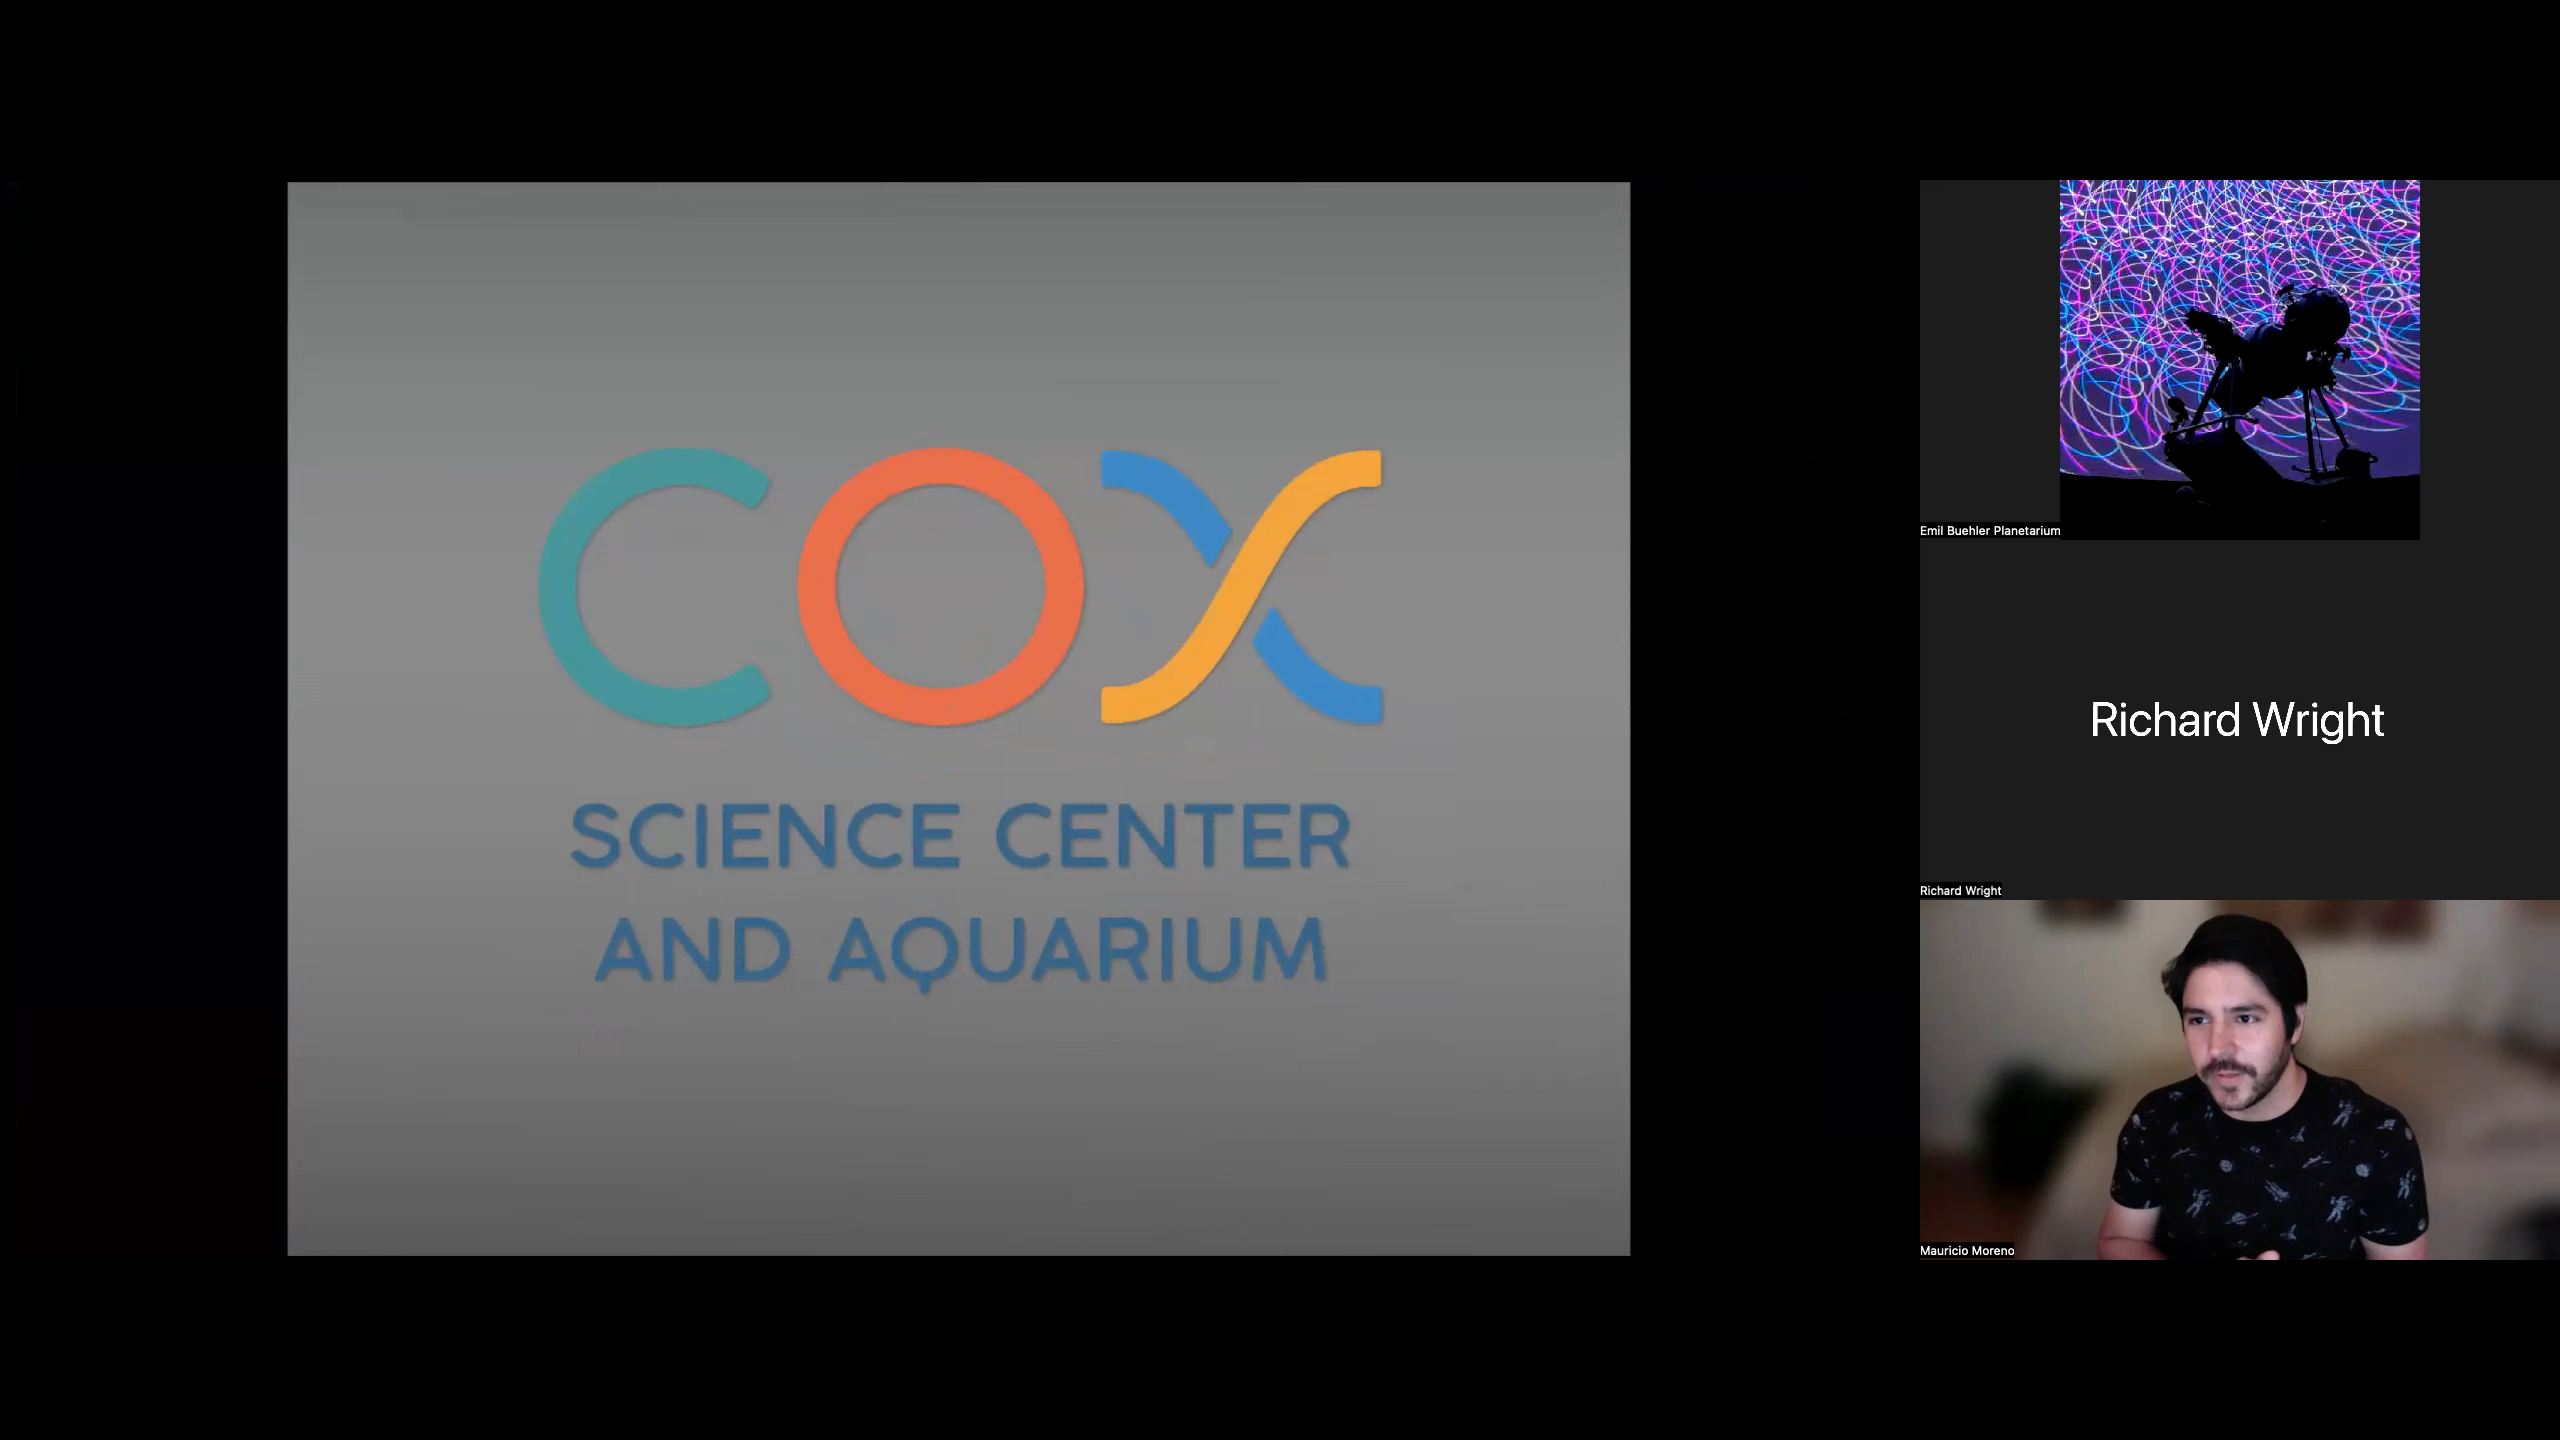 COX
SCIENCE CENTER
AND AQUARIUM
Emil Buehler Planetarium
Richard Wright
Richard Wright
Mauricio Moreno